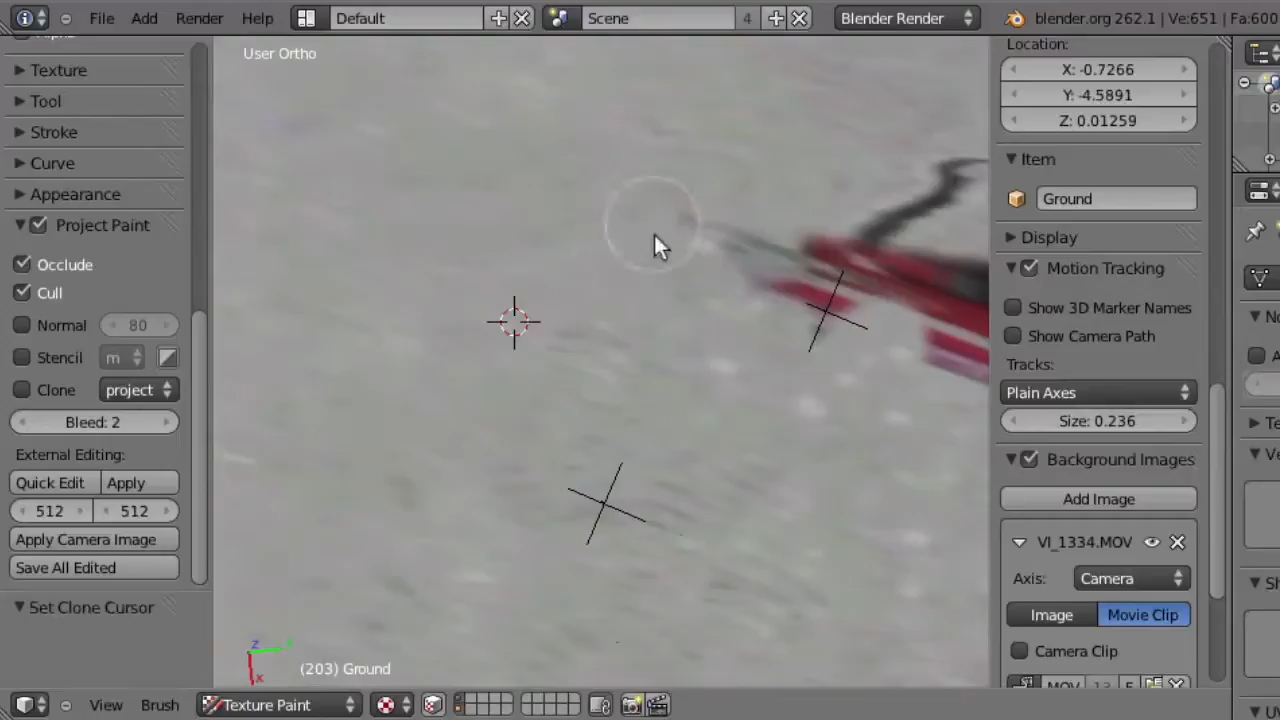 File Add Render Help Default Scene 4 Blender Render blender.org 262.1 | Ve:651 | Fa:600
User Ortho
Texture
Tool
Stroke
Curve
Appearance
Project Paint
Occlude
Cull
Normal 80
Stencil m
Clone project
Bleed: 2
External Editing:
Quick Edit Apply
512 512
Apply Camera Image
Save All Edited
Set Clone Cursor
z
x
(203) Ground
Location:
X: -0.7266
Y: -4.5891
Z: 0.01259
Item
Ground
Display
Motion Tracking
Show 3D Marker Names
Show Camera Path
Tracks:
Plain Axes
Size: 0.236
Background Images
Add Image
VI_1334.MOV
Axis: Camera
Image Movie Clip
Camera Clip
View Brush Texture Paint